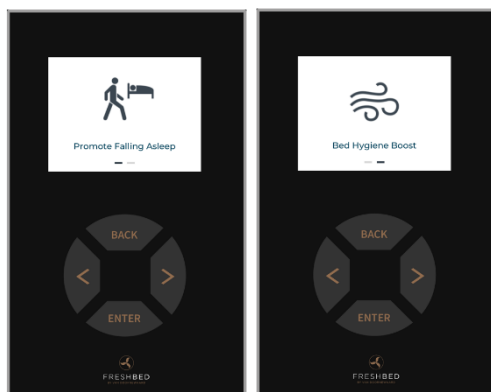 Promote Falling Asleep
BACK
<
>
ENTER
FRESHBED
Bed Hygiene Boost
BACK
<
>
ENTER
FRESHBED